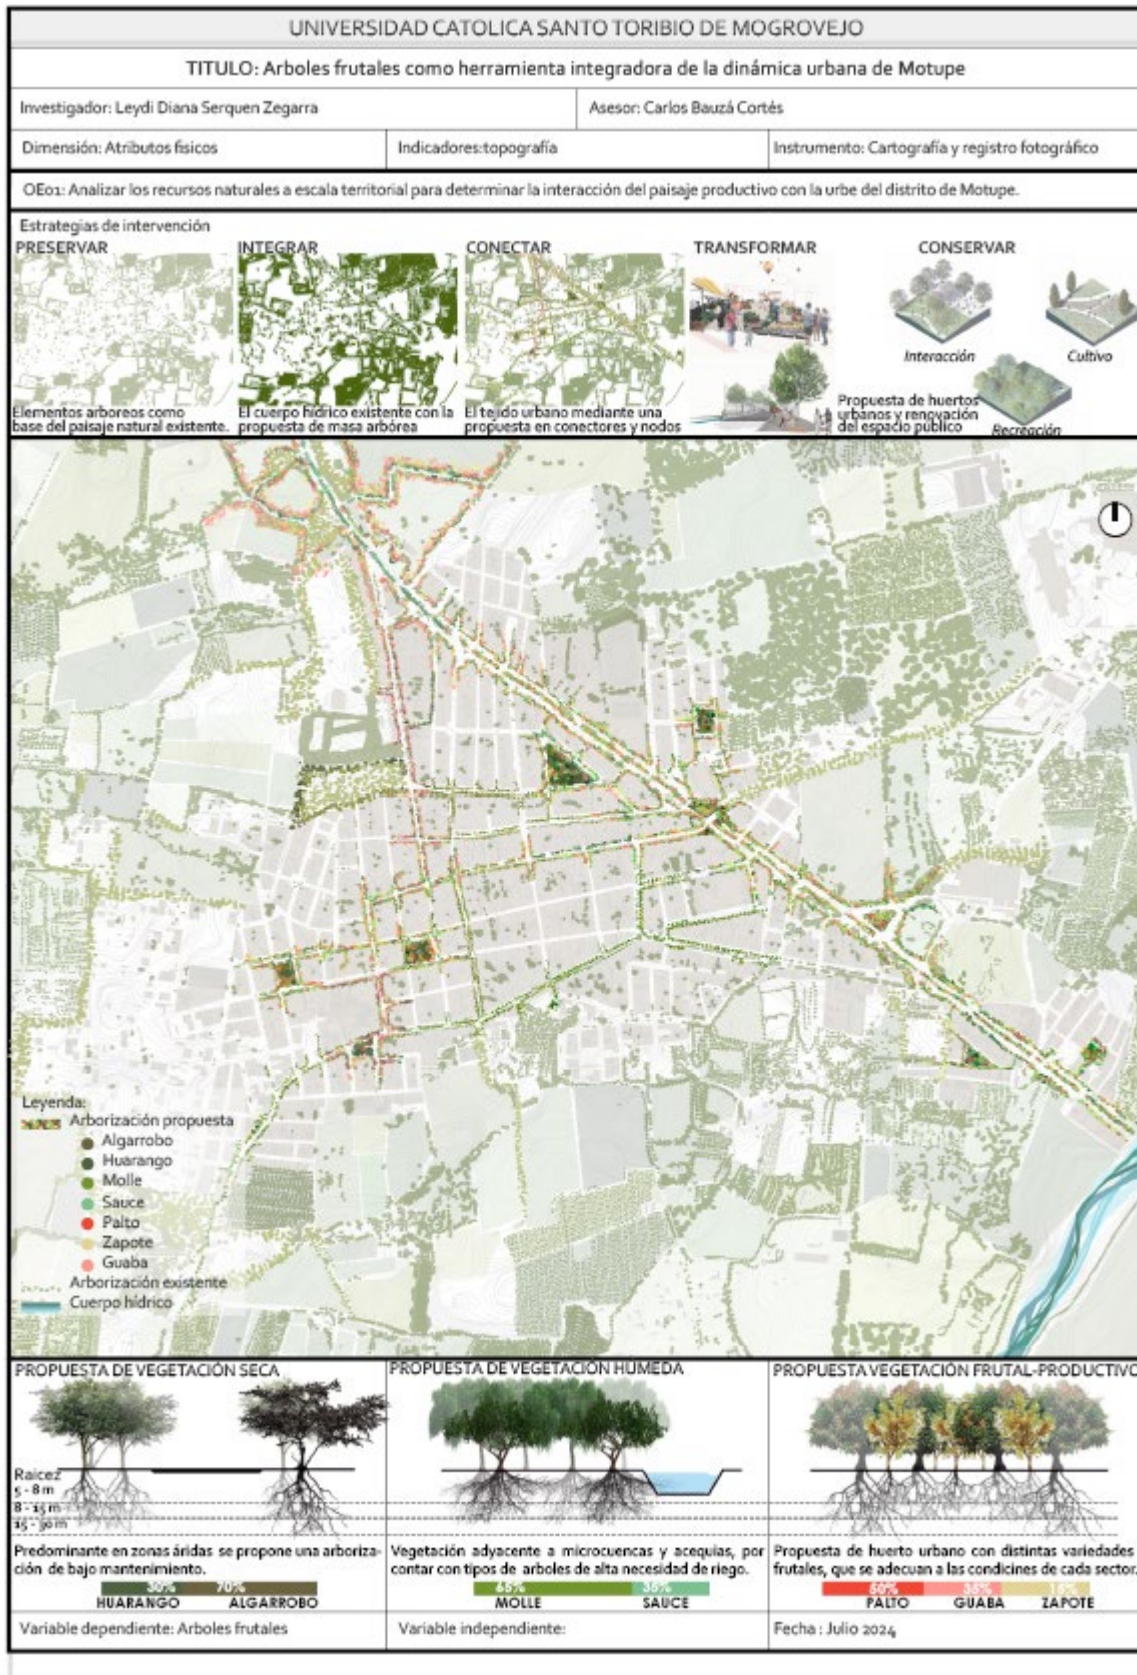 UNIVERSIDAD CATOLICA SANTO TORIBIO DE MOGROVEJO
TITULO: Arboles frutales como herramienta integradora de la dinámica urbana de Motupe
Investigador: Leydi Diana Serquen Zegarra
Asesor: Carlos Bauzá Cortés
Dimensión: Atributos fisicos
Indicadores:topografía
Instrumento: Cartografía y registro fotográfico
OE01: Analizar los recursos naturales a escala territorial para determinar la interacción del paisaje productivo con la urbe del distrito de Motupe.
Estrategias de intervención
PRESERVAR
Elementos arboreos como
base del paisaje natural existente.
INTEGRAR
El cuerpo hídrico existente con la
propuesta de masa arbórea
CONECTAR
El tejido urbano mediante una
propuesta en conectores y nodos
TRANSFORMAR
CONSERVAR
Interacción
Cultivo
Recreación
Propuesta de huertos
urbanos y renovación
del espacio público
Leyenda:
Arborización propuesta
Algarrobo
Huarango
Molle
Sauce
Palto
Zapote
Guaba
Arborización existente
Cuerpo hídrico
PROPUESTA DE VEGETACIÓN SECA
Raicez
5 - 8 m
8 - 15 m
15 - 30 m
Predominante en zonas áridas se propone una arboriza-
ción de bajo mantenimiento.
30% 70%
HUARANGO ALGARROBO
PROPUESTA DE VEGETACIÓN HUMEDA
Vegetación adyacente a microcuencas y acequias, por
contar con tipos de arboles de alta necesidad de riego.
65% 35%
MOLLE SAUCE
PROPUESTA VEGETACIÓN FRUTAL-PRODUCTIVO
Propuesta de huerto urbano con distintas variedades
frutales, que se adecuan a las condicines de cada sector.
50% 35% 15%
PALTO GUABA ZAPOTE
Variable dependiente: Arboles frutales
Variable independiente:
Fecha : Julio 2024